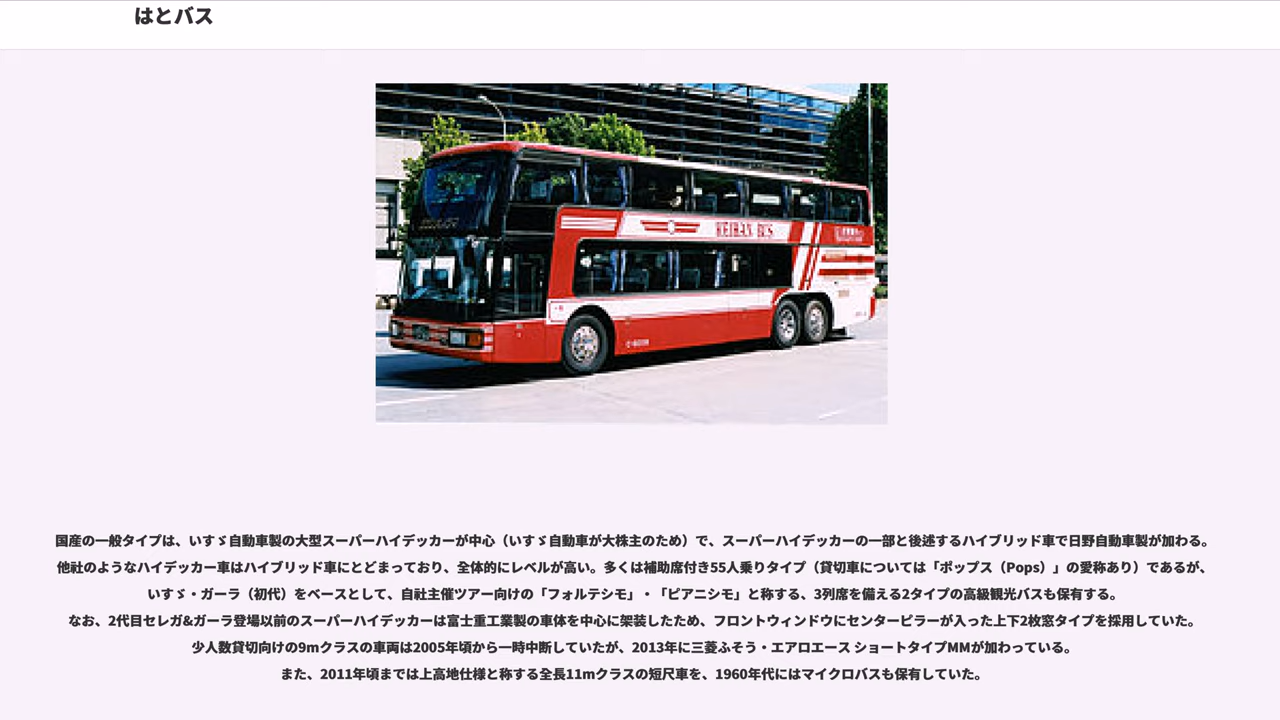 はとバス
KEIHAN BUS
国産の一般タイプは、いすゞ自動車製の大型スーパーハイデッカーが中心（いすゞ自動車が大株主のため）で、スーパーハイデッカーの一部と後述するハイブリッド車で日野自動車製が加わる。
他社のようなハイデッカー車はハイブリッド車にとどまっており、全体的にレベルが高い。多くは補助席付き55人乗りタイプ（貸切車については「ポップス（Pops）」の愛称あり）であるが、
いすゞ・ガーラ（初代）をベースとして、自社主催ツアー向けの「フォルテシモ」・「ピアニシモ」と称する、3列席を備える2タイプの高級観光バスも保有する。
なお、2代目セレガ&ガーラ登場以前のスーパーハイデッカーは富士重工業製の車体を中心に架装したため、フロントウィンドウにセンターピラーが入った上下2枚窓タイプを採用していた。
少人数貸切向けの9mクラスの車両は2005年頃から一時中断していたが、2013年に三菱ふそう・エアロエース ショートタイプMMが加わっている。
また、2011年頃までは上高地仕様と称する全長11mクラスの短尺車を、1960年代にはマイクロバスも保有していた。